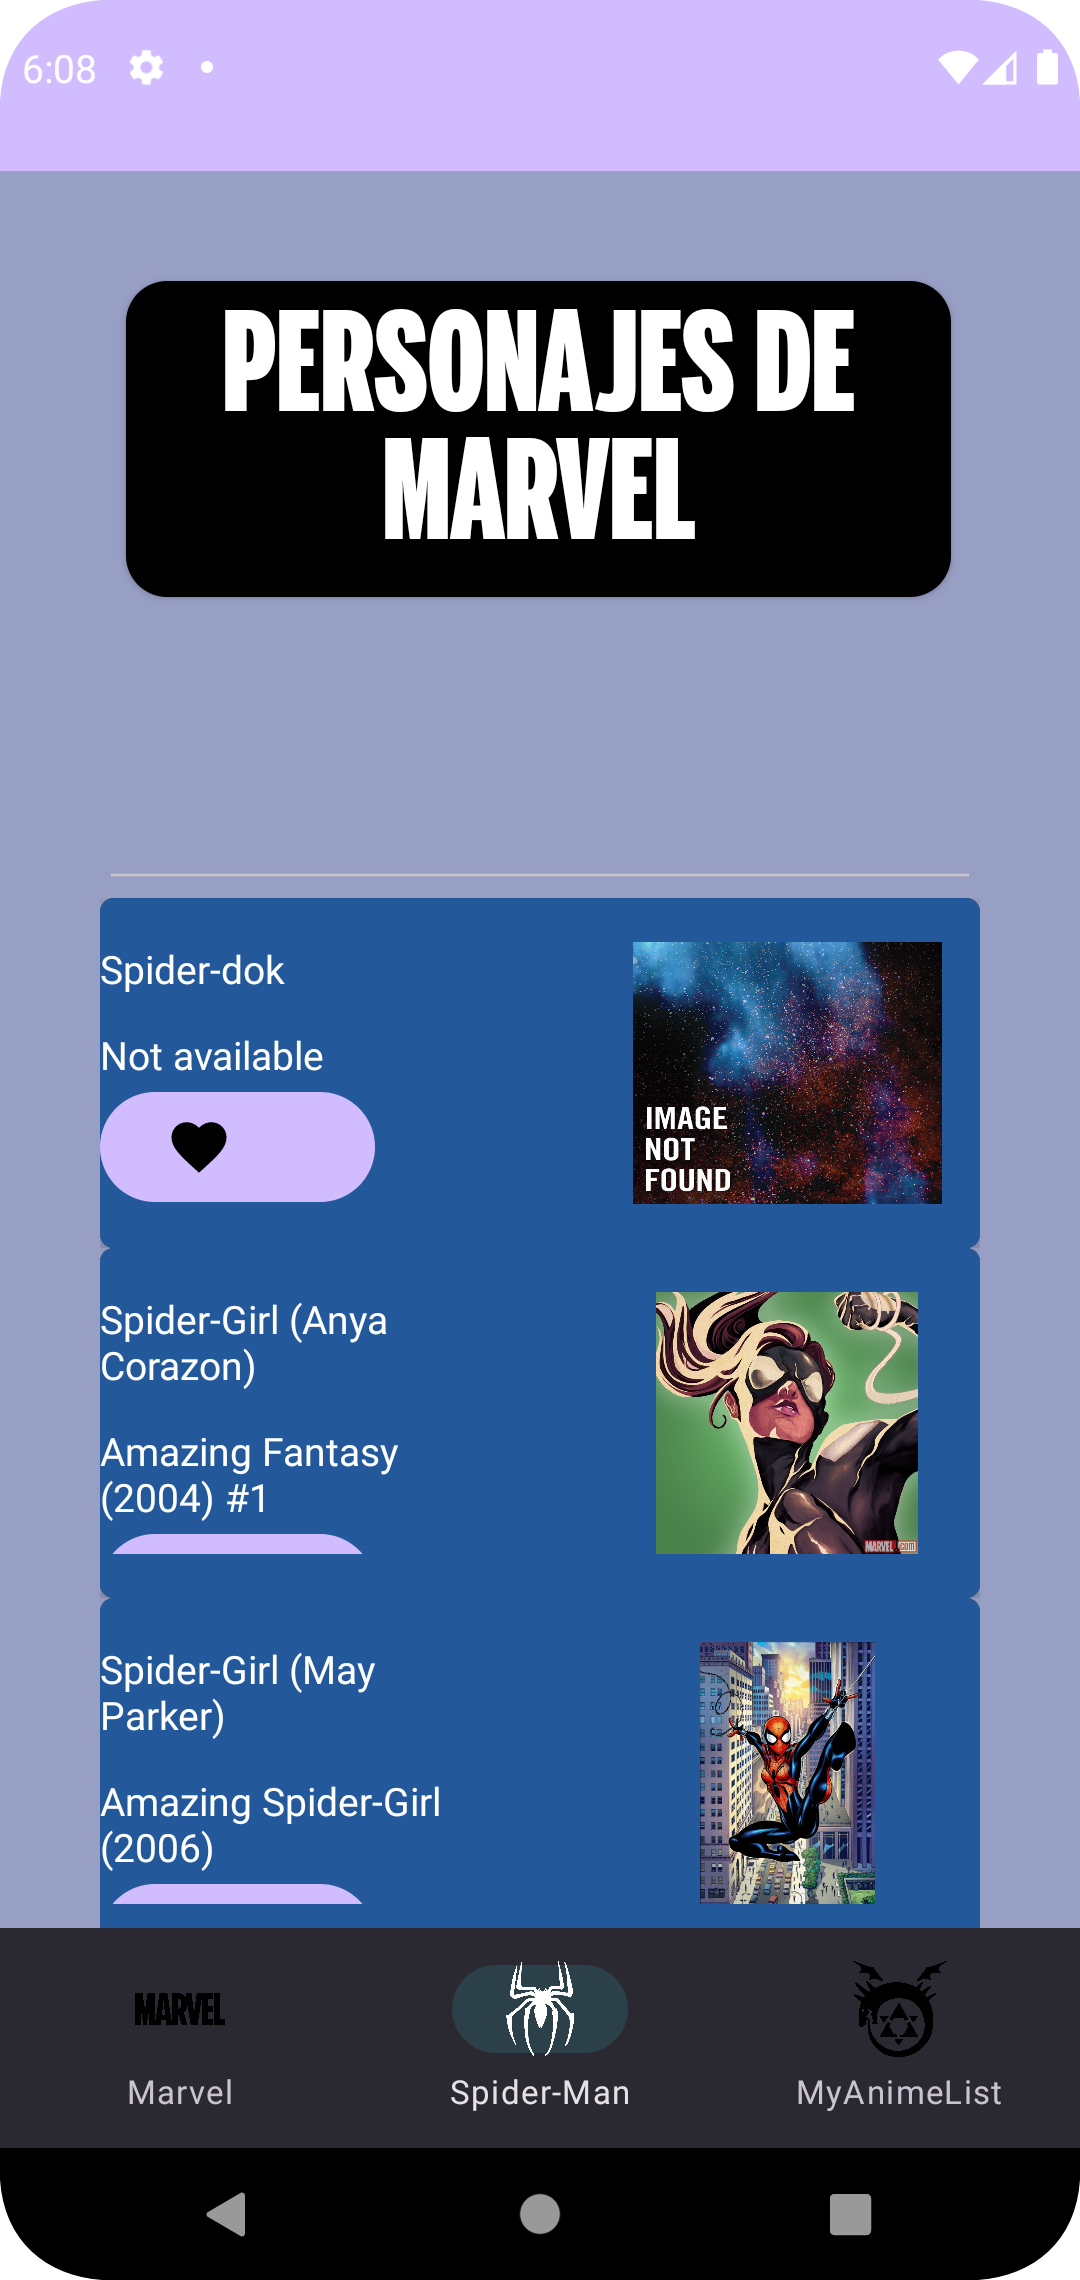 6:08
PERSONAJES DE
MARVEL
Spider-dok
Not available
IMAGE
NOT
FOUND
Spider-Girl (Anya
Corazon)
Amazing Fantasy
(2004) #1
MARVEL.COM
Spider-Girl (May
Parker)
Amazing Spider-Girl
(2006)
MARVEL
Marvel
Spider-Man
MyAnimeList